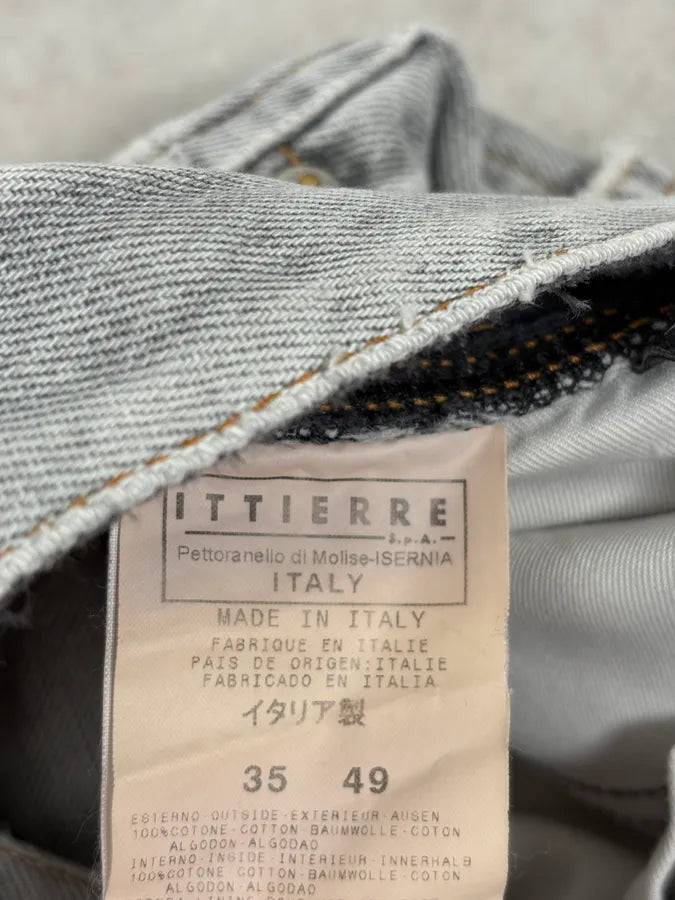 ITTIERRE
S.p.A.
Pettoranello di Molise-ISERNIA
ITALY
MADE IN ITALY
FABRIQUE EN ITALIE
PAIS DE ORIGEN:ITALIE
FABRICADO EN ITALIA
イタリア製
35 49
ESTERNO-OUTSIDE-EXTERIEUR-AUSEN
100%COTONE-COTTON-BAUMWOLLE-COTON
ALGODON-ALGODAO
INTERNO-INSIDE-INTERIEUR-INNERHALB
100%COTONE-COTTON-BAUMWOLLE-COTON
ALGODON-ALGODAO